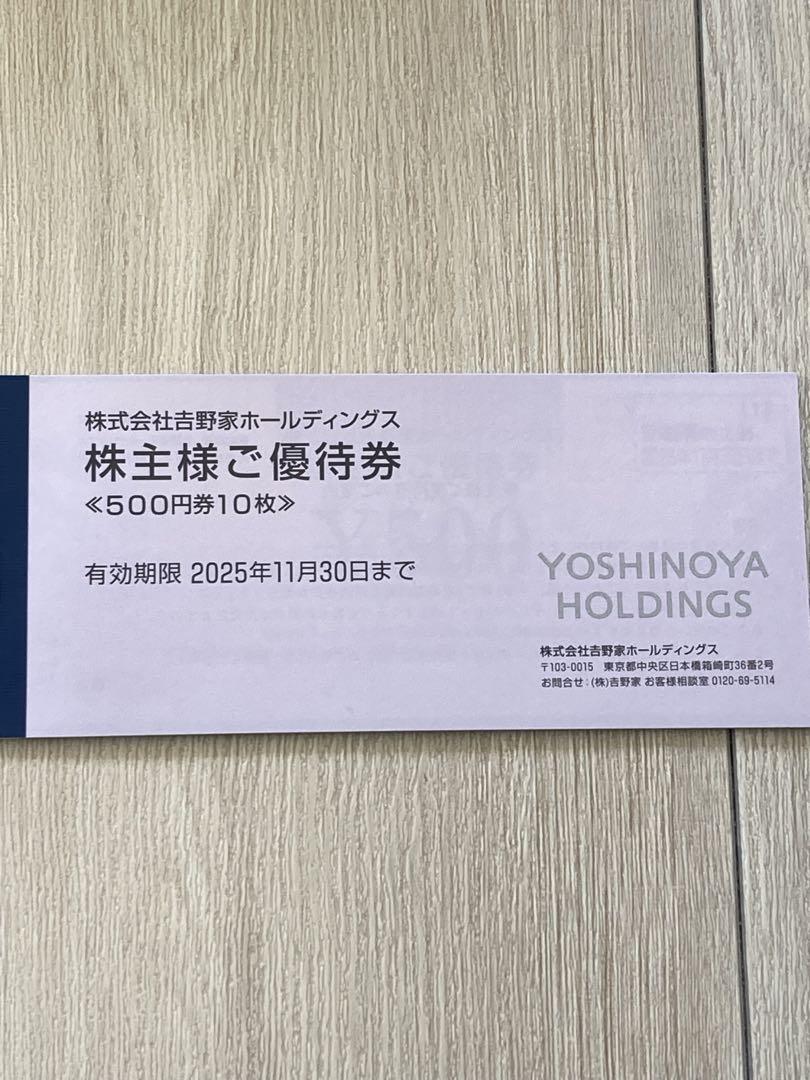 株式会社𠮷野家ホールディングス
株主様ご優待券
≪500円券10枚≫
有効期限 2025年11月30日まで
YOSHINOYA
HOLDINGS
株式会社𠮷野家ホールディングス
〒103-0015 東京都中央区日本橋箱崎町36番2号
お問合せ:(株)𠮷野家 お客様相談室 0120-69-5114